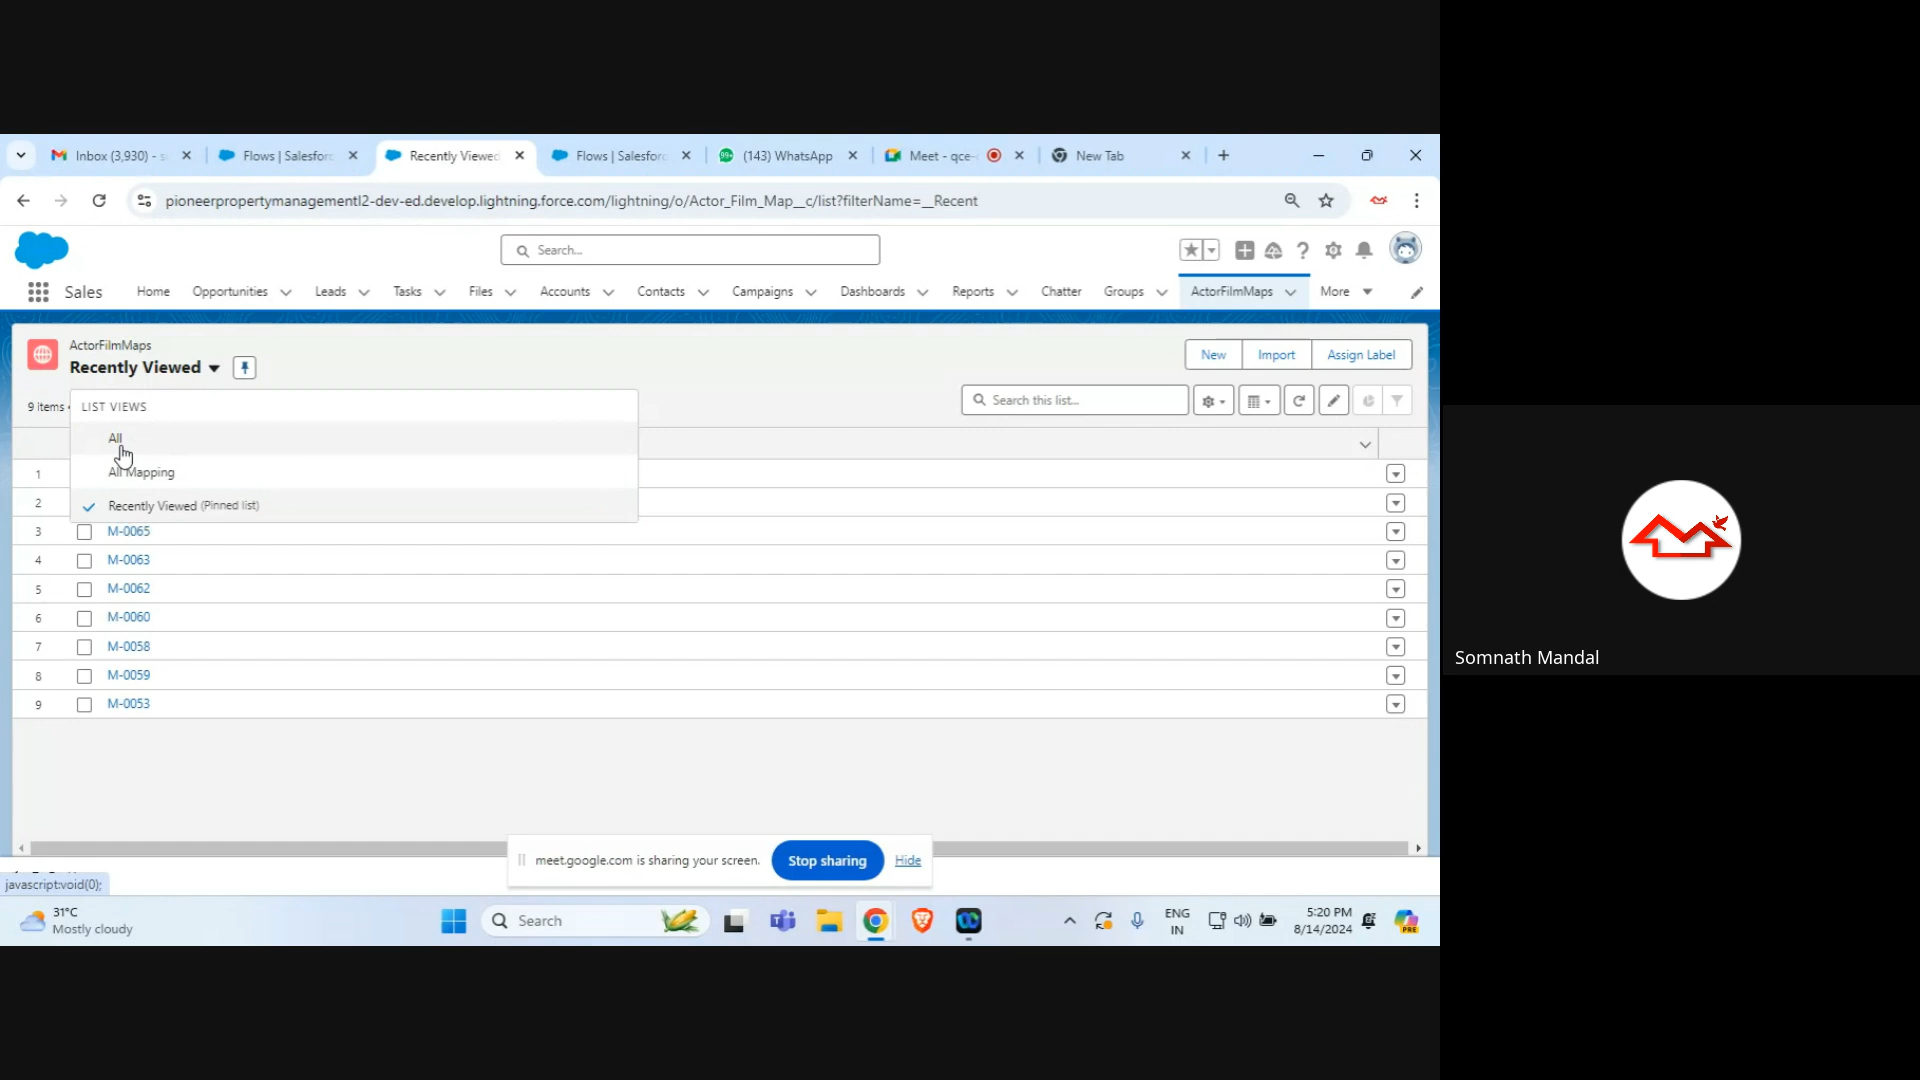 Inbox (3,930) - s
Flows | Salesforc
Recently Viewed
Flows | Salesforc
99+
(143) WhatsApp
Meet - qce-
New Tab
pioneerpropertymanagementl2-dev-ed.develop.lightning.force.com/lightning/o/Actor_Film_Map__c/list?filterName=__Recent
Search...
Sales
Home
Opportunities
Leads
Tasks
Files
Accounts
Contacts
Campaigns
Dashboards
Reports
Chatter
Groups
ActorFilmMaps
More
ActorFilmMaps
Recently Viewed
New
Import
Assign Label
9 items •
Search this list...
LIST VIEWS
All
All Mapping
Recently Viewed (Pinned list)
1
2
3 M-0065
4 M-0063
5 M-0062
6 M-0060
7 M-0058
8 M-0059
9 M-0053
Somnath Mandal
meet.google.com is sharing your screen.
Stop sharing
Hide
javascript:void(0);
31°C
Mostly cloudy
Search
ENG
IN
5:20 PM
8/14/2024
PRE